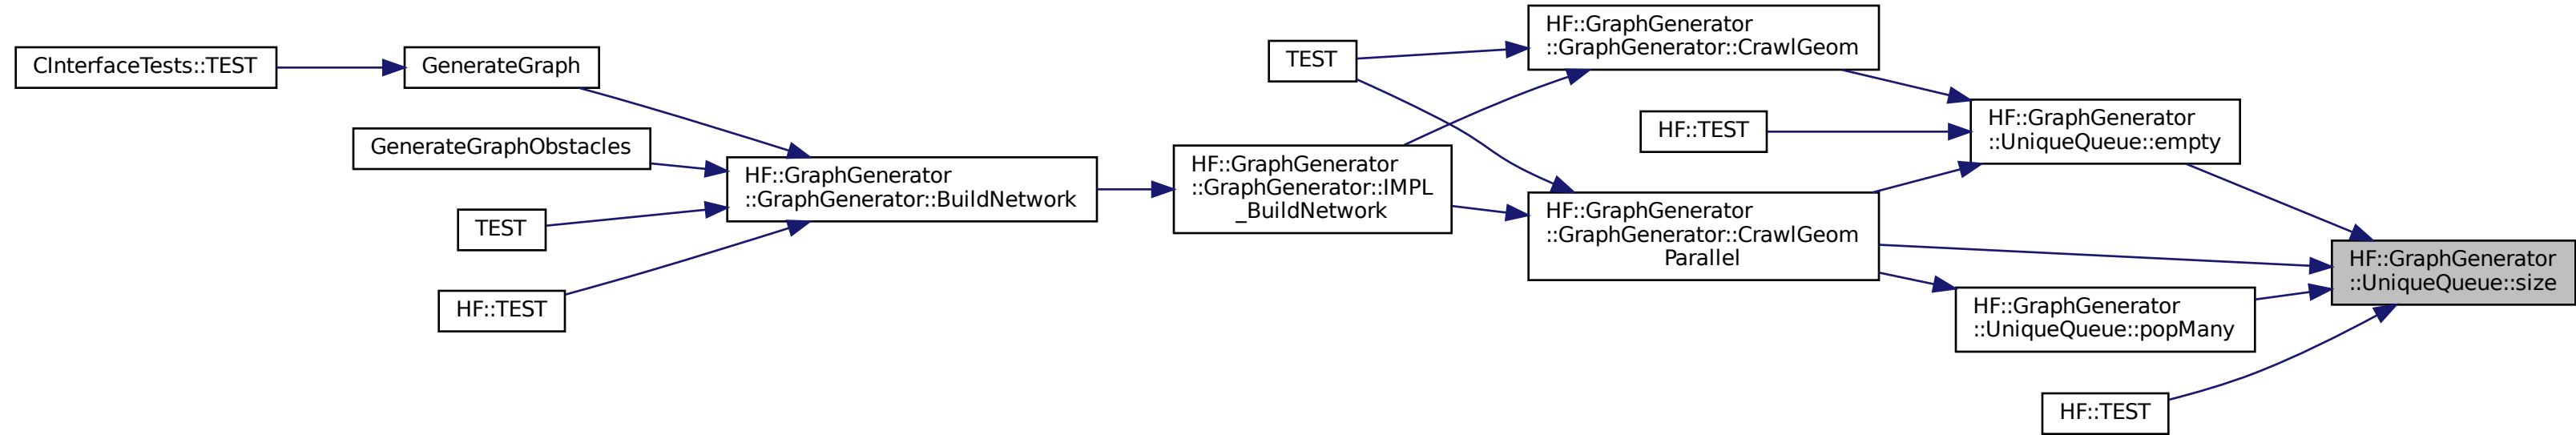 CInterfaceTests::TEST
GenerateGraph
GenerateGraphObstacles
TEST
HF::TEST
HF::GraphGenerator
::GraphGenerator::BuildNetwork
HF::GraphGenerator
::GraphGenerator::IMPL
_BuildNetwork
TEST
HF::GraphGenerator
::GraphGenerator::CrawlGeom
HF::TEST
HF::GraphGenerator
::GraphGenerator::CrawlGeom
Parallel
HF::GraphGenerator
::UniqueQueue::empty
HF::GraphGenerator
::UniqueQueue::popMany
HF::TEST
HF::GraphGenerator
::UniqueQueue::size